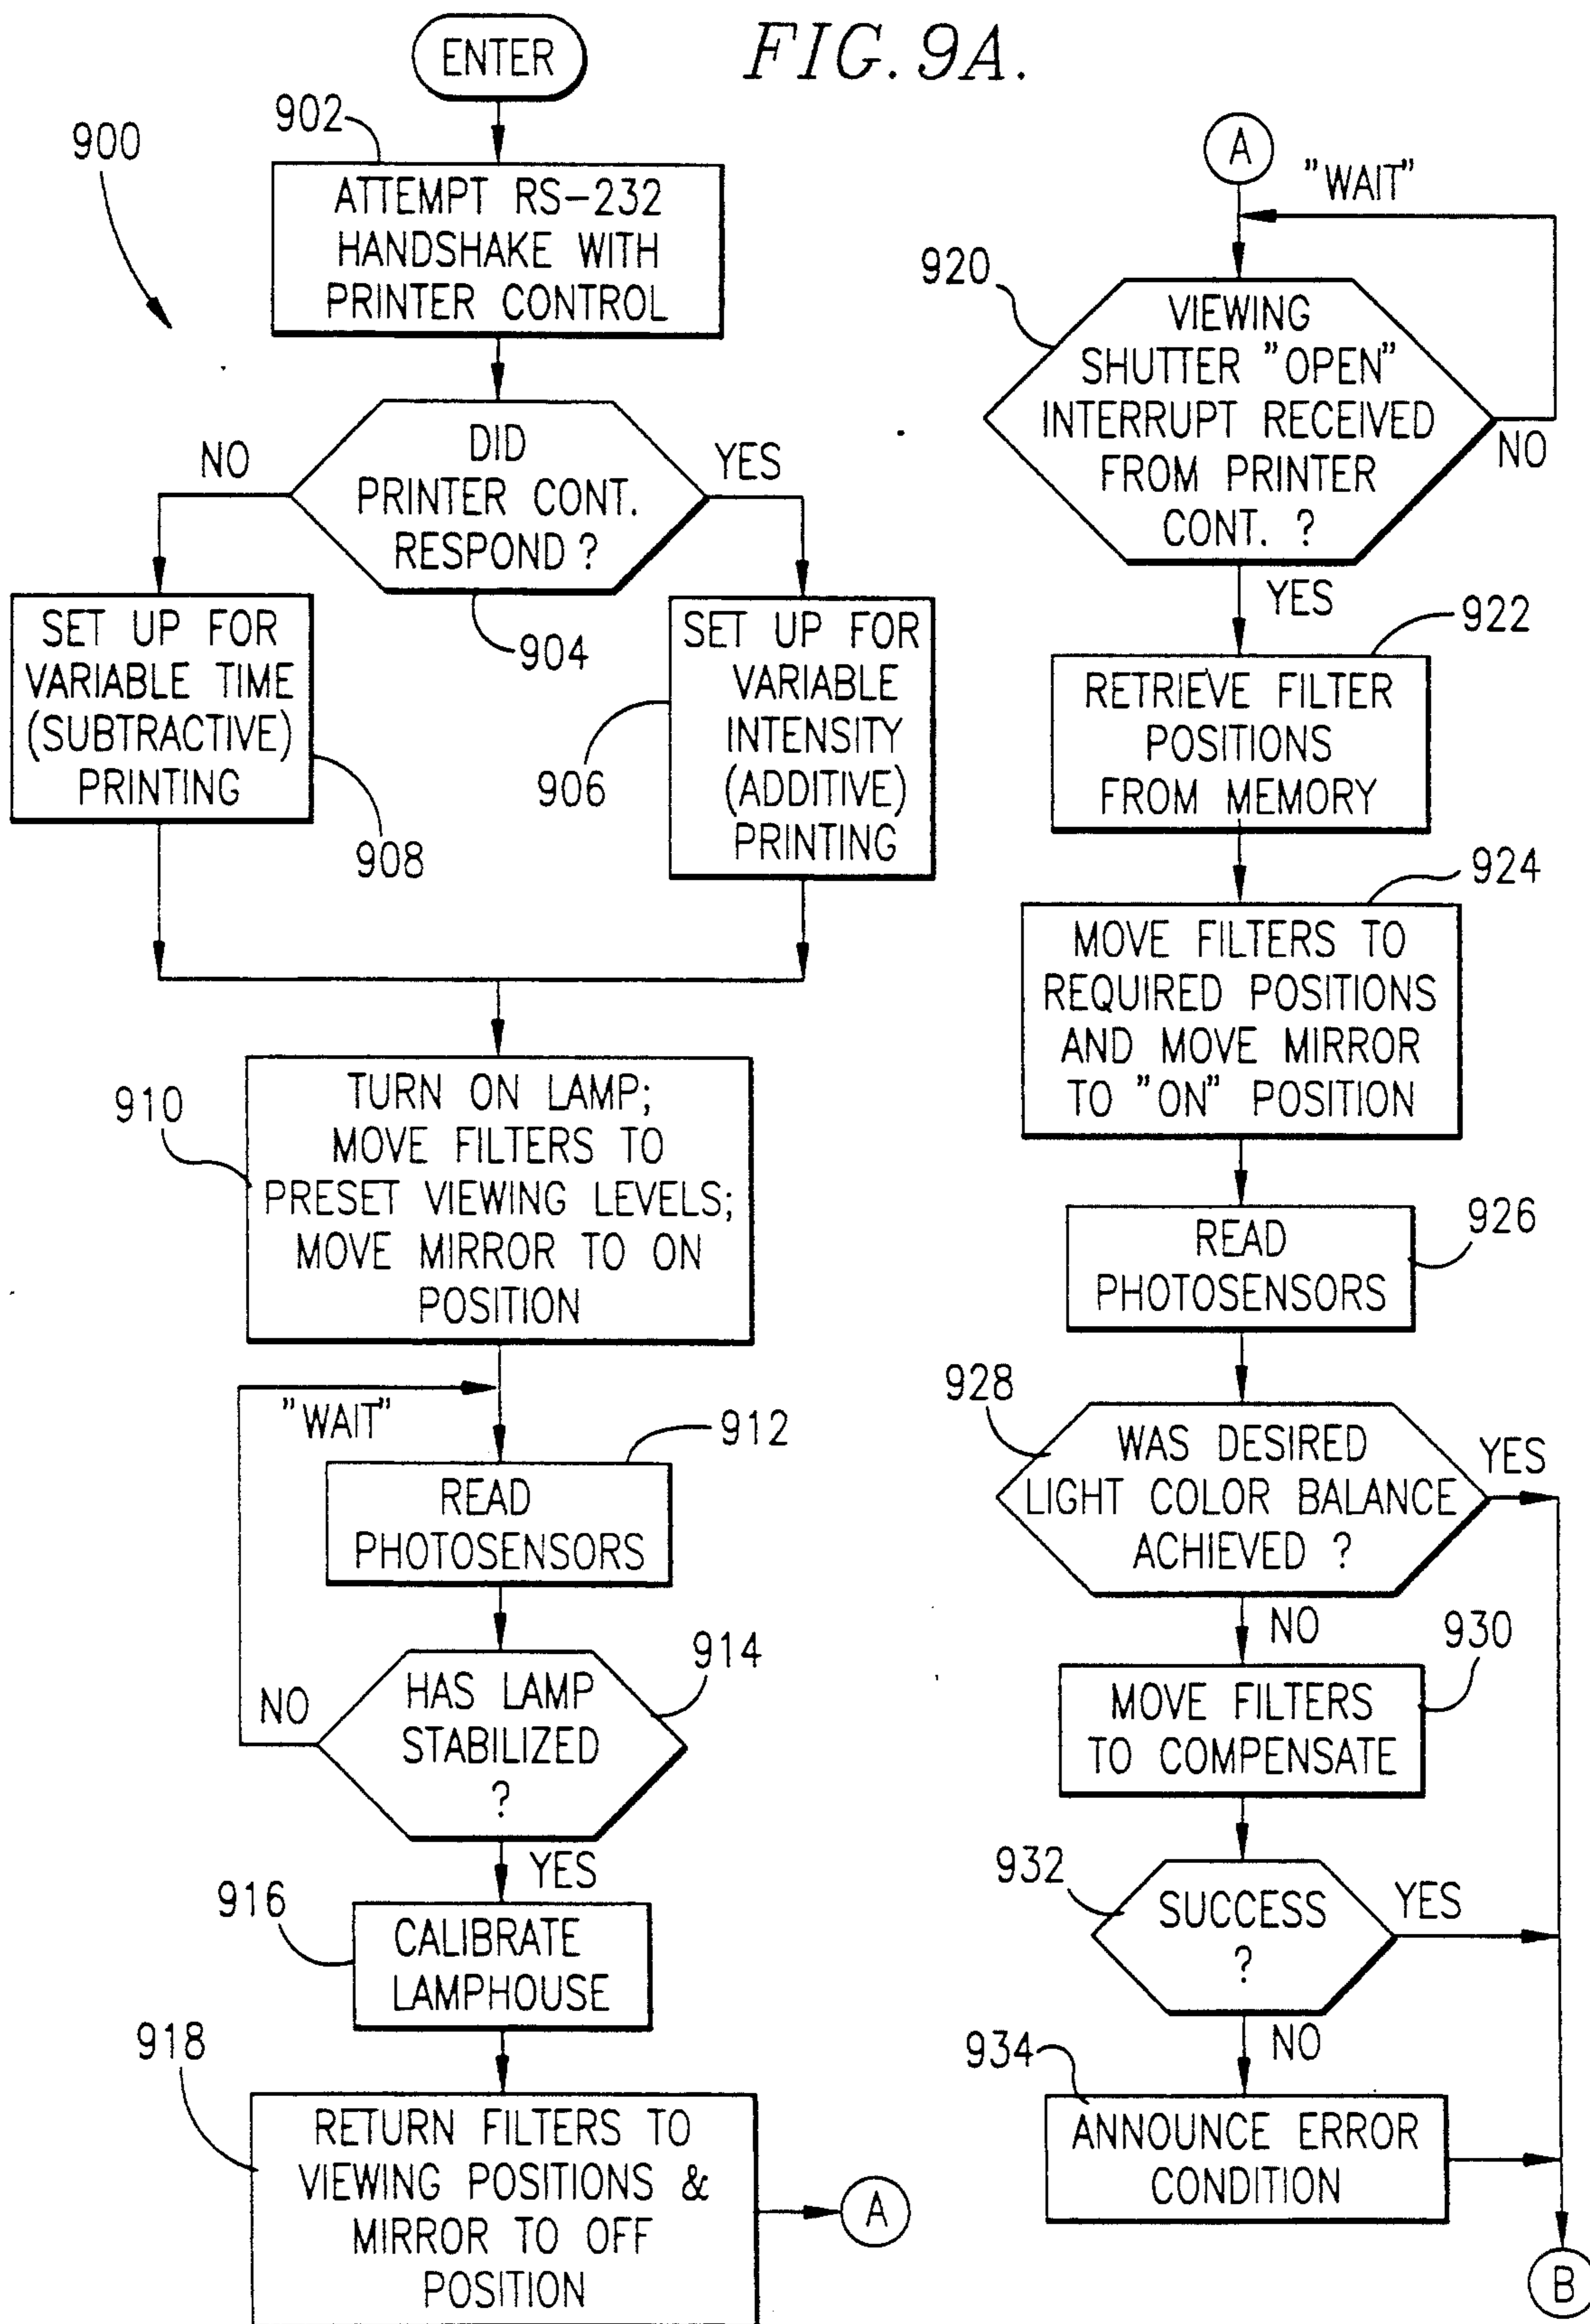 FIG. 9A.
ENTER
900
902
ATTEMPT RS-232
HANDSHAKE WITH
PRINTER CONTROL
DID
PRINTER CONT.
RESPOND ?
NO
YES
904
SET UP FOR
VARIABLE TIME
(SUBTRACTIVE)
PRINTING
908
SET UP FOR
VARIABLE
INTENSITY
(ADDITIVE)
PRINTING
906
910
TURN ON LAMP;
MOVE FILTERS TO
PRESET VIEWING LEVELS;
MOVE MIRROR TO ON
POSITION
"WAIT"
912
READ
PHOTOSENSORS
914
HAS LAMP
STABILIZED
?
NO
YES
916
CALIBRATE
LAMPHOUSE
918
RETURN FILTERS TO
VIEWING POSITIONS &
MIRROR TO OFF
POSITION
A
A
"WAIT"
920
VIEWING
SHUTTER "OPEN"
INTERRUPT RECEIVED
FROM PRINTER
CONT. ?
NO
YES
922
RETRIEVE FILTER
POSITIONS
FROM MEMORY
924
MOVE FILTERS TO
REQUIRED POSITIONS
AND MOVE MIRROR
TO "ON" POSITION
926
READ
PHOTOSENSORS
928
WAS DESIRED
LIGHT COLOR BALANCE
ACHIEVED ?
YES
NO
930
MOVE FILTERS
TO COMPENSATE
932
SUCCESS
?
YES
NO
934
ANNOUNCE ERROR
CONDITION
B